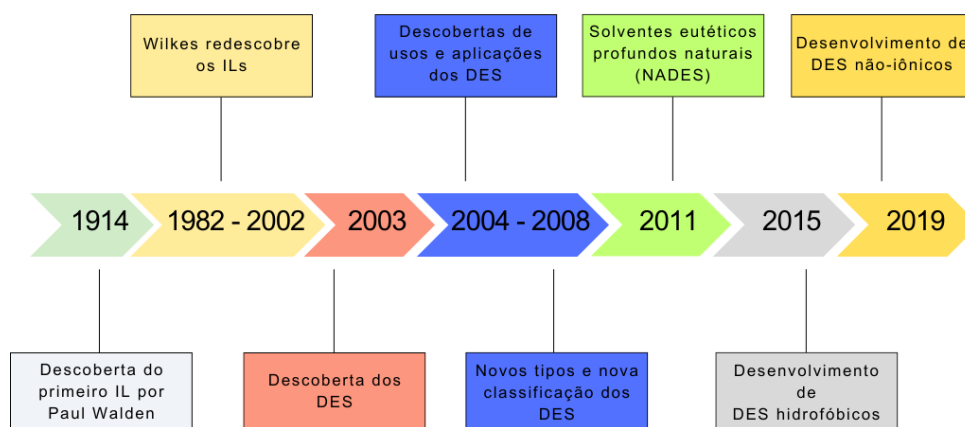 Wilkes redescobre
os ILs
Descobertas de
usos e aplicações
dos DES
Solventes eutéticos
profundos naturais
(NADES)
Desenvolvimento de
DES não-iônicos
1914
1982 - 2002
2003
2004 - 2008
2011
2015
2019
Descoberta do
primeiro IL por
Paul Walden
Descoberta dos
DES
Novos tipos e nova
classificação dos
DES
Desenvolvimento
de
DES hidrofóbicos